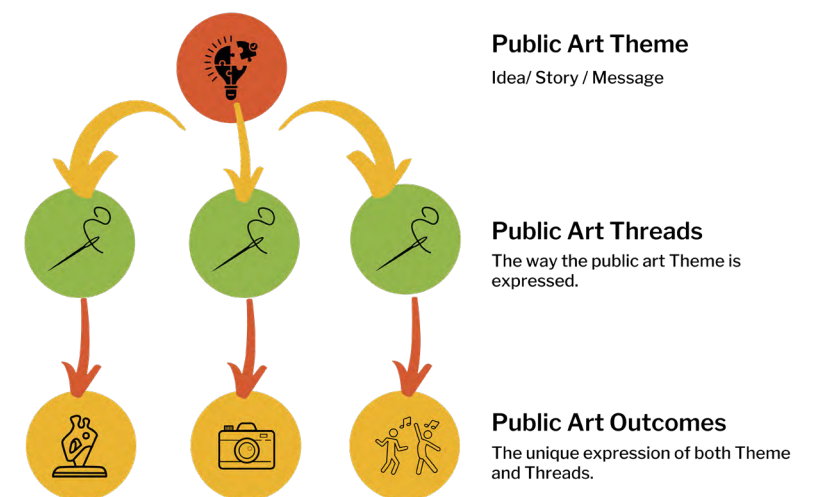 Public Art Theme
Idea/ Story / Message
Public Art Threads
The way the public art Theme is
expressed.
Public Art Outcomes
The unique expression of both Theme
and Threads.